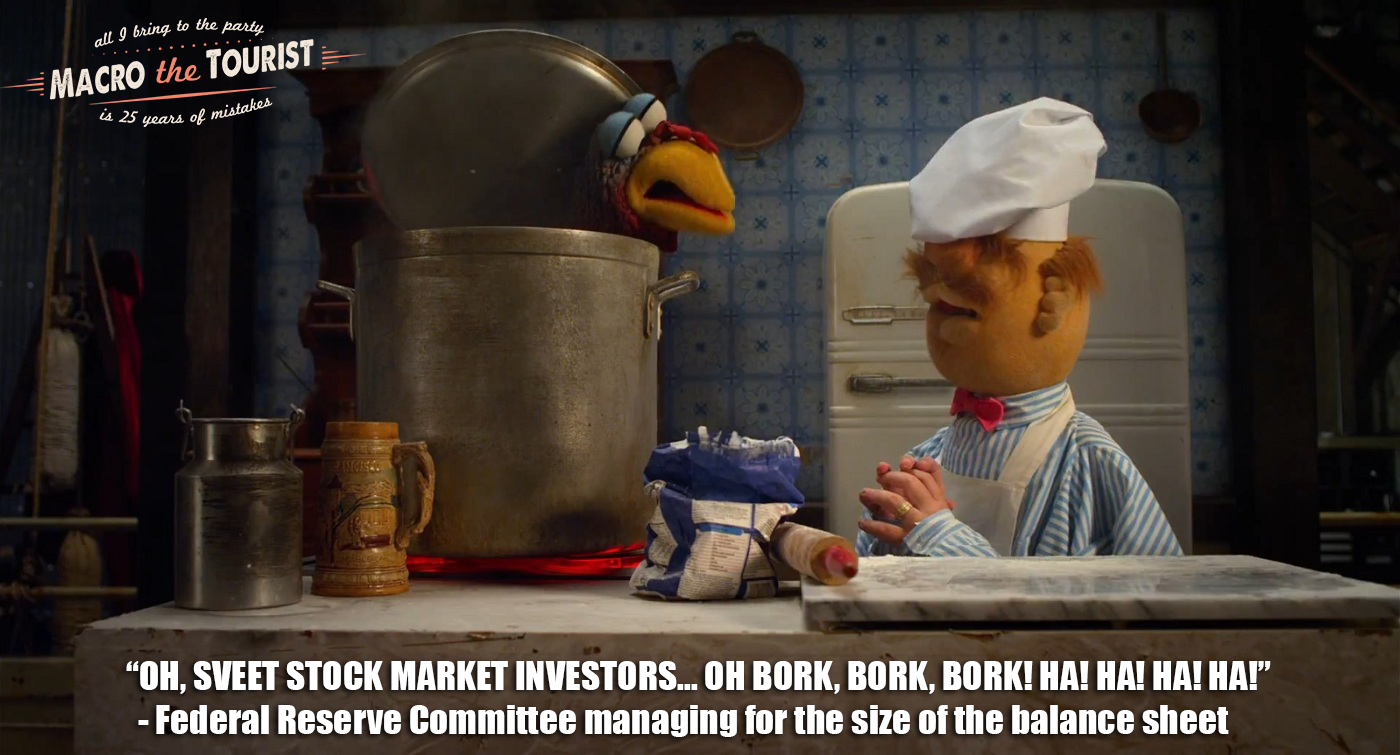 all I bring to the party
MACRO the TOURIST
is 25 years of mistakes
“OH, SVEET STOCK MARKET INVESTORS... OH BORK, BORK, BORK! HA! HA! HA! HA!”
- Federal Reserve Committee managing for the size of the balance sheet